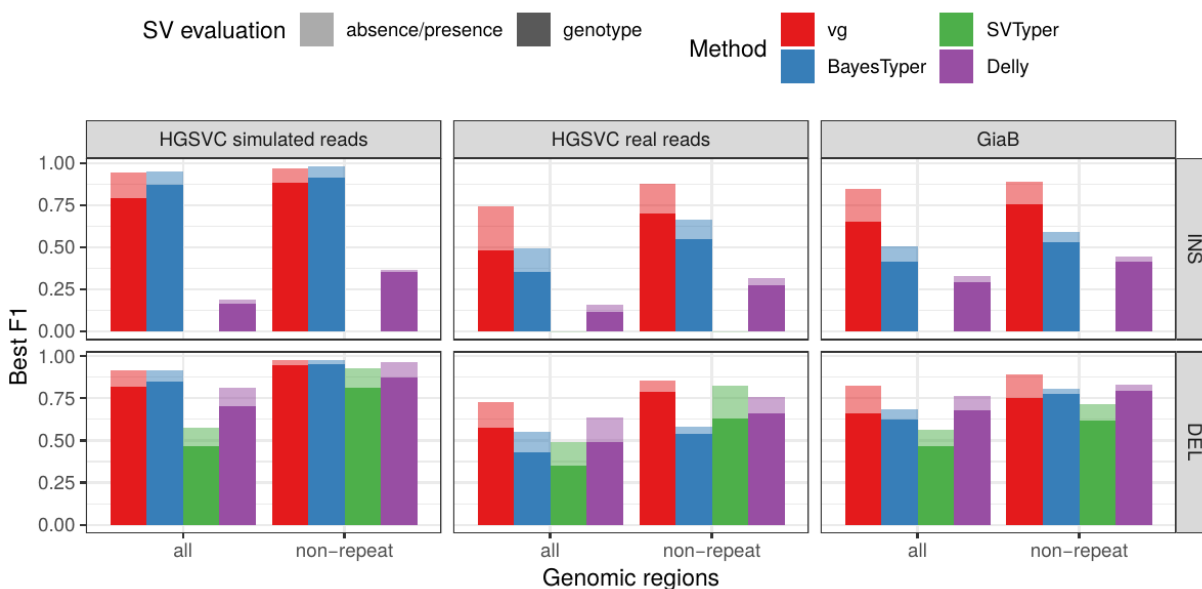 SV evaluation absence/presence genotype Method vg SVTyper
BayesTyper Delly
HGSVC simulated reads HGSVC real reads GiaB
1.00
0.75
0.50
0.25
0.00
INS
1.00
0.75
0.50
0.25
0.00
DEL
Best F1
all non−repeat all non−repeat all non−repeat
Genomic regions